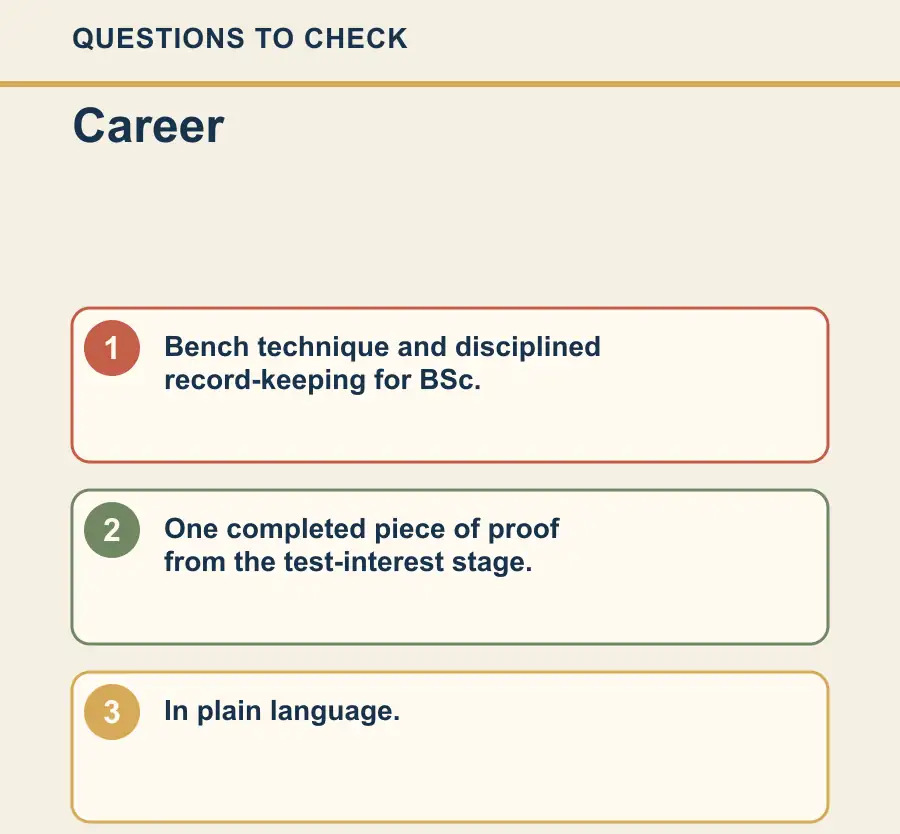 QUESTIONS TO CHECK
Career
1
Bench technique and disciplined
record-keeping for BSc.
2
One completed piece of proof
from the test-interest stage.
3
In plain language.